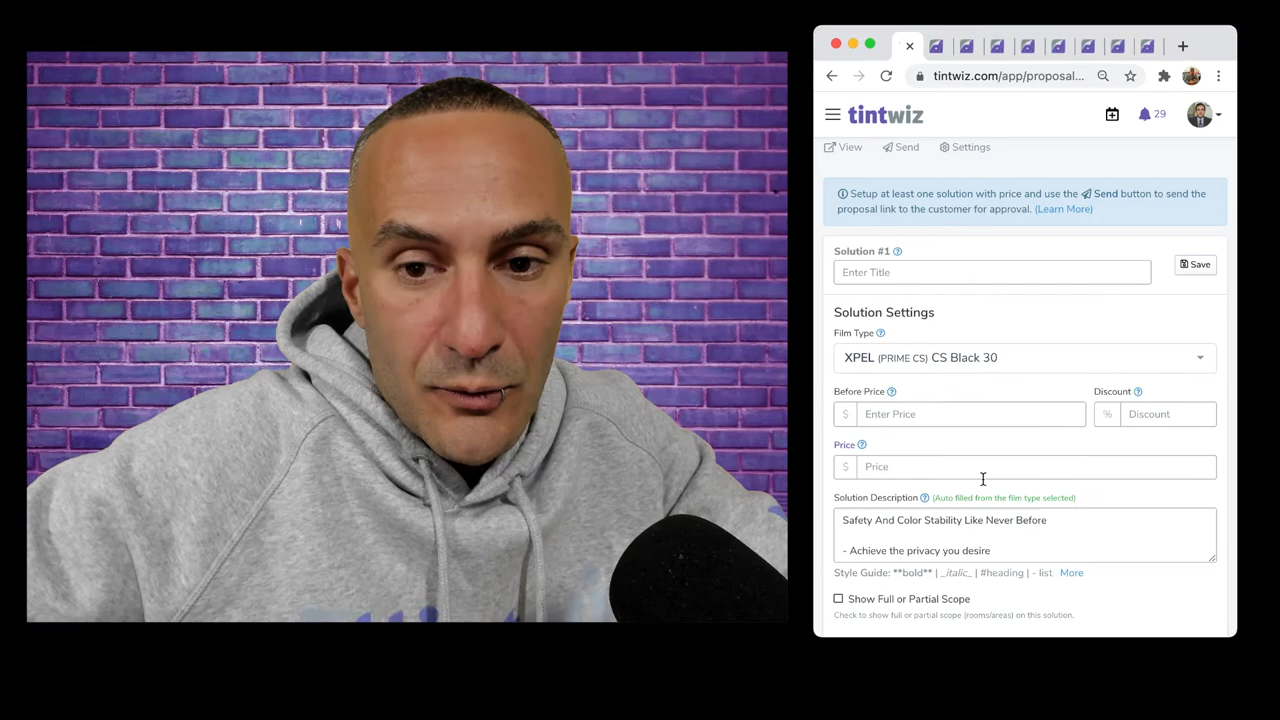 tintwiz.com/app/proposal...
tintwiz
29
View
Send
Settings
Setup at least one solution with price and use the Send button to send the
proposal link to the customer for approval. (Learn More)
Solution #1
Enter Title
Save
Solution Settings
Film Type
XPEL (PRIME CS) CS Black 30
Before Price
Discount
$ Enter Price
% Discount
Price
$ Price
Solution Description (Auto filled from the film type selected)
Safety And Color Stability Like Never Before
- Achieve the privacy you desire
Style Guide: **bold** | _italic_ | #heading | - list More
Show Full or Partial Scope
Check to show full or partial scope (rooms/areas) on this solution.